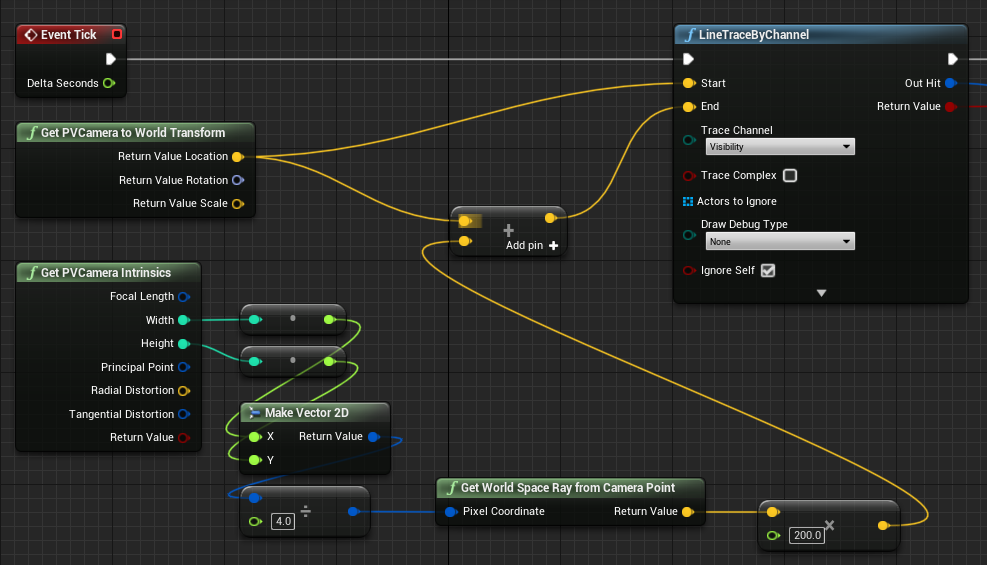 Event Tick
Delta Seconds
LineTraceByChannel
Start
Out Hit
End
Return Value
Trace Channel
Visibility
Trace Complex
Actors to Ignore
Draw Debug Type
None
Ignore Self
Get PVCamera to World Transform
Return Value Location
Return Value Rotation
Return Value Scale
+
Add pin +
Get PVCamera Intrinsics
Focal Length
Width
Height
Principal Point
Radial Distortion
Tangential Distortion
Return Value
Make Vector 2D
X Return Value
Y
4.0 ÷
Get World Space Ray from Camera Point
Pixel Coordinate Return Value
200.0 ×